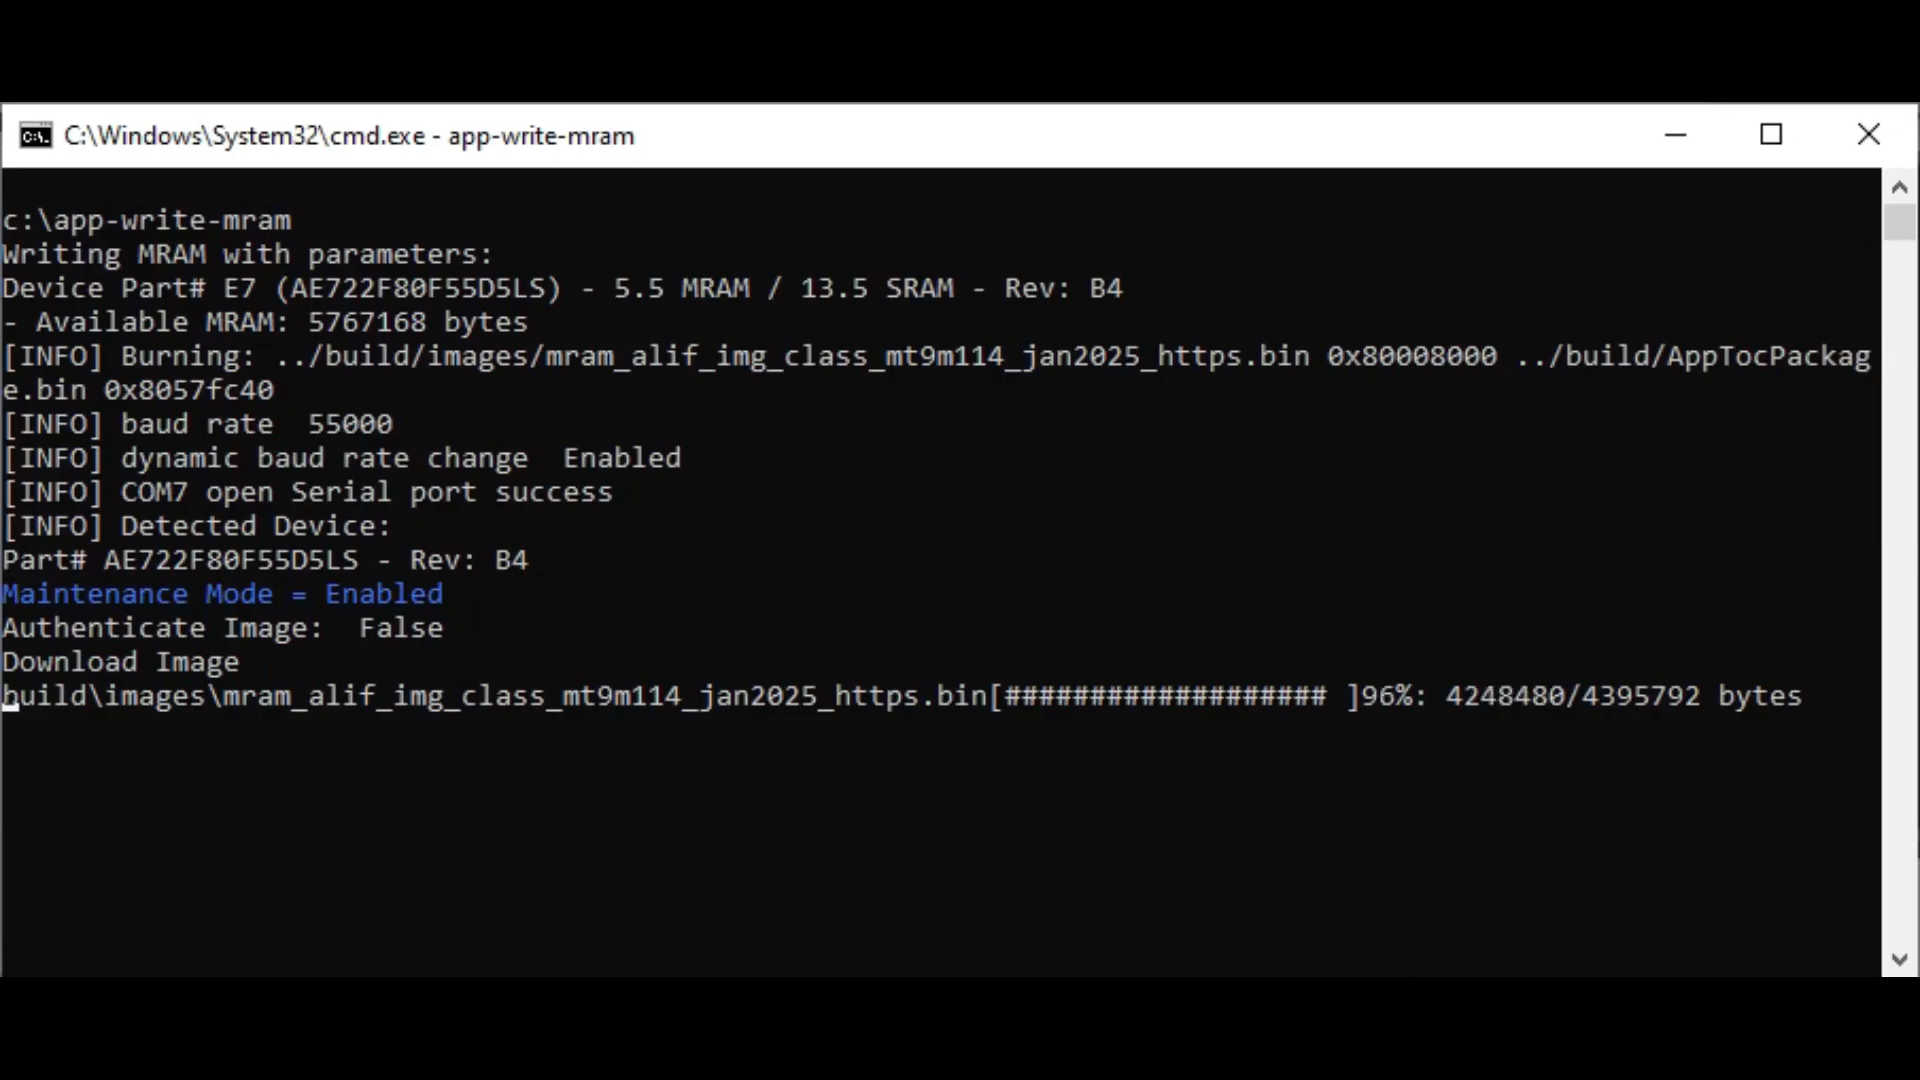 C:\Windows\System32\cmd.exe - app-write-mram
c:\app-write-mram
Writing MRAM with parameters:
Device Part# E7 (AE722F80F55D5LS) - 5.5 MRAM / 13.5 SRAM - Rev: B4
- Available MRAM: 5767168 bytes
[INFO] Burning: ../build/images/mram_alif_img_class_mt9m114_jan2025_https.bin 0x80008000 ../build/AppTocPackag
e.bin 0x8057fc40
[INFO] baud rate  55000
[INFO] dynamic baud rate change  Enabled
[INFO] COM7 open Serial port success
[INFO] Detected Device:
Part# AE722F80F55D5LS - Rev: B4
Maintenance Mode = Enabled
Authenticate Image:  False
Download Image
build\images\mram_alif_img_class_mt9m114_jan2025_https.bin[################### ]96%: 4248480/4395792 bytes